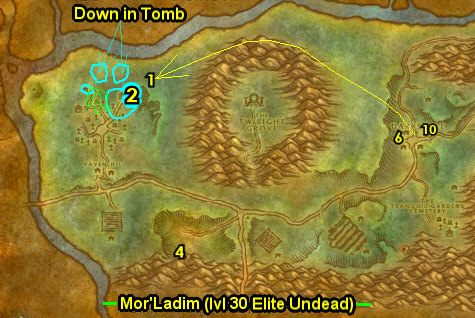 Down in Tomb
1
2
THE
TWILIGHT
GROVE
6
10
RAVEN HILL
THE
TRANQUIL GARDENS
CEMETERY
4
Mor'Ladim (lvl 30 Elite Undead)